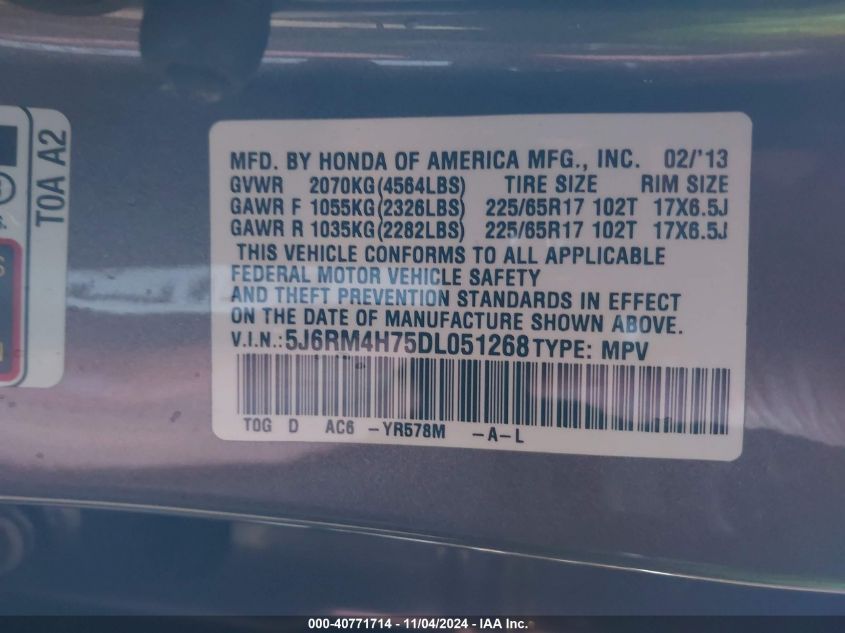 T0A A2
MFD. BY HONDA OF AMERICA MFG., INC. 02/'13
GVWR 2070KG(4564LBS) TIRE SIZE RIM SIZE
GAWR F 1055KG(2326LBS) 225/65R17 102T 17X6.5J
GAWR R 1035KG(2282LBS) 225/65R17 102T 17X6.5J
THIS VEHICLE CONFORMS TO ALL APPLICABLE
FEDERAL MOTOR VEHICLE SAFETY
AND THEFT PREVENTION STANDARDS IN EFFECT
ON THE DATE OF MANUFACTURE SHOWN ABOVE.
V.I.N.: 5J6RM4H75DL051268 TYPE: MPV
T0G D AC6 -YR578M -A-L
000-40771714 - 11/04/2024 - IAA Inc.